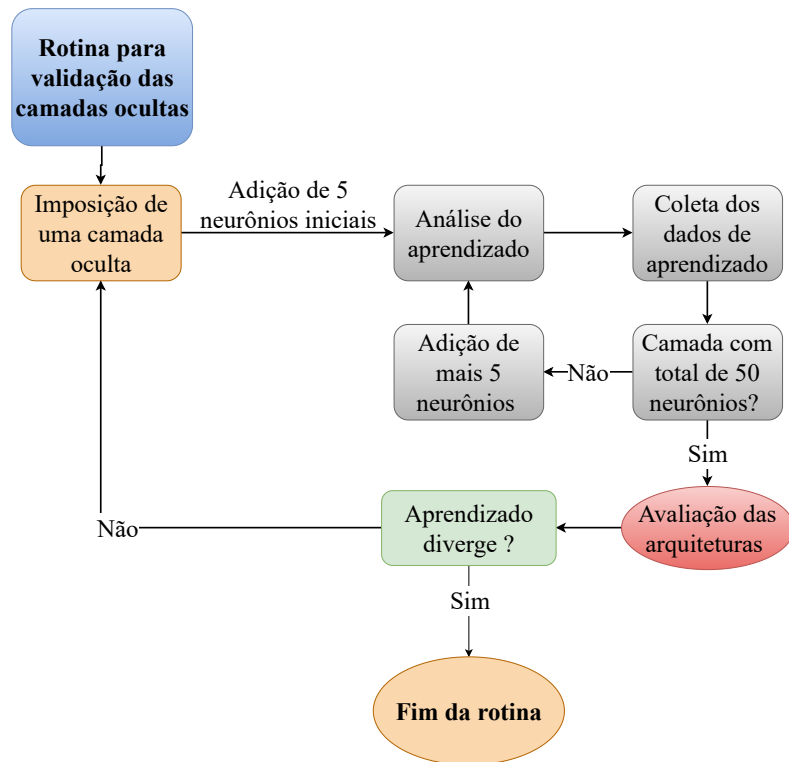 Rotina para
validação das
camadas ocultas
Imposição de
uma camada
oculta
Adição de 5
neurônios iniciais
Análise do
aprendizado
Coleta dos
dados de
aprendizado
Adição de
mais 5
neurônios
Não
Camada com
total de 50
neurônios?
Sim
Avaliação das
arquiteturas
Aprendizado
diverge ?
Não
Sim
Fim da rotina